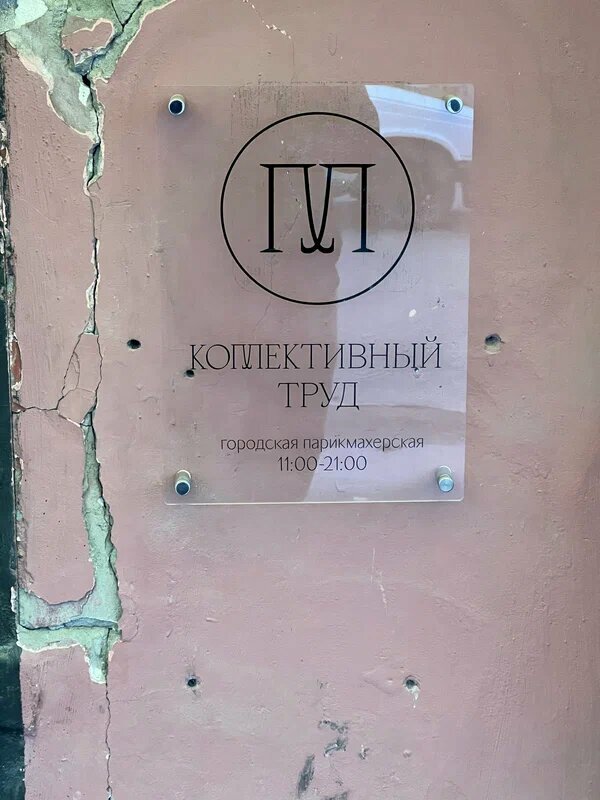 КОЛЛЕКТИВНЫЙ
ТРУД
городская парикмахерская
11:00-21:00